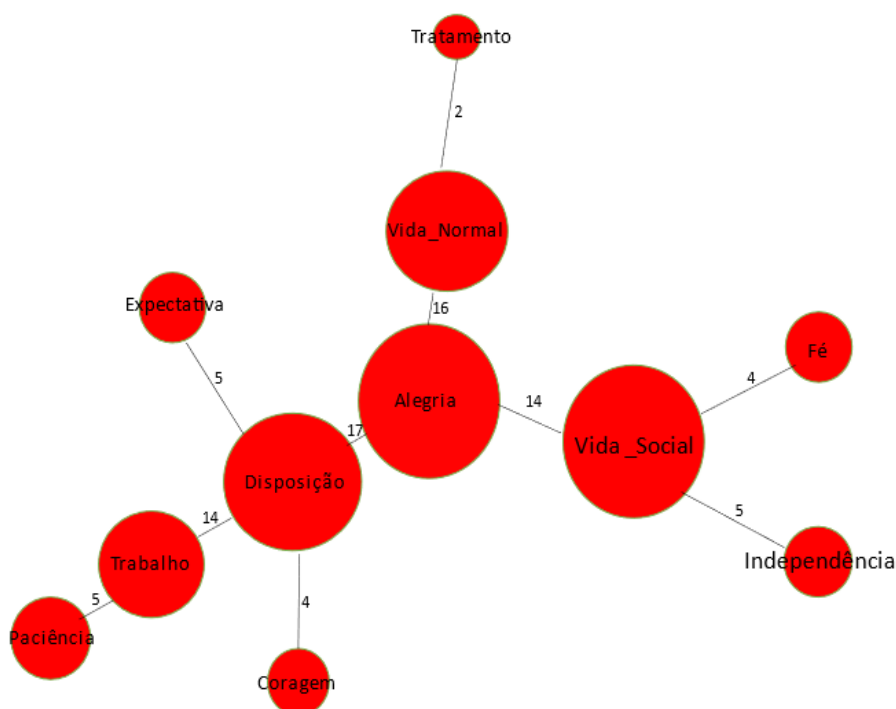 Tratamento
2
Vida_Normal
16
Expectativa
Fé
5
4
Alegria
14
17
Vida _Social
Disposição
14
5
Trabalho
Independência
5
4
Paciência
Coragem